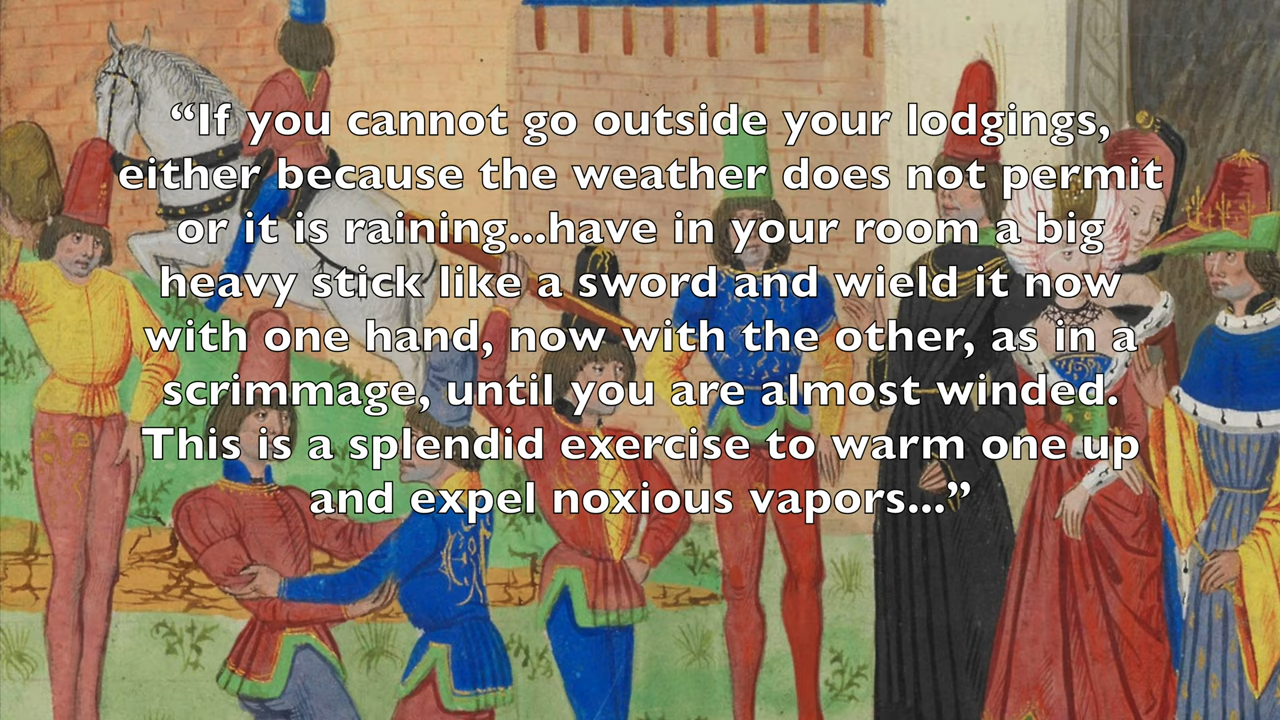 “If you cannot go outside your lodgings,
either because the weather does not permit
or it is raining...have in your room a big
heavy stick like a sword and wield it now
with one hand, now with the other, as in a
scrimmage, until you are almost winded.
This is a splendid exercise to warm one up
and expel noxious vapors...”